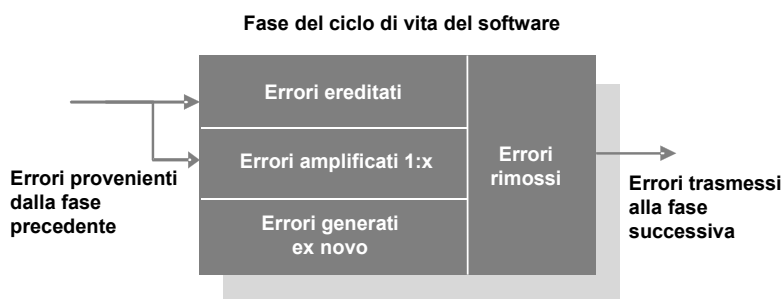 Fase del ciclo di vita del software
Errori provenienti
dalla fase
precedente
Errori ereditati
Errori amplificati 1:x
Errori generati
ex novo
Errori
rimossi
Errori trasmessi
alla fase
successiva